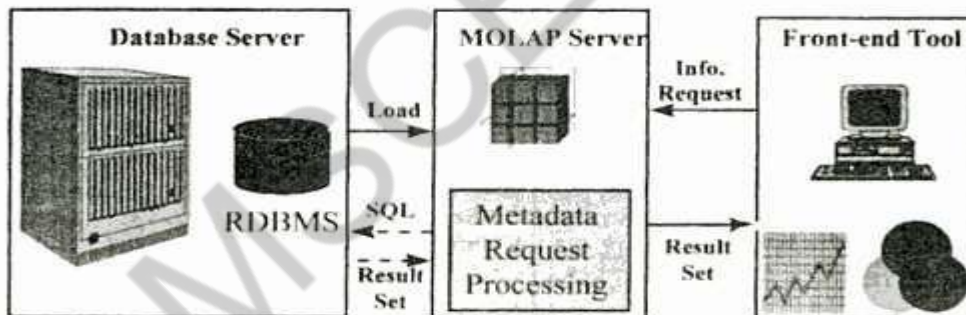 Database Server
RDBMS
Load
SQL
Result
Set
MOLAP Server
Metadata
Request
Processing
Info.
Request
Result
Set
Front-end Tool